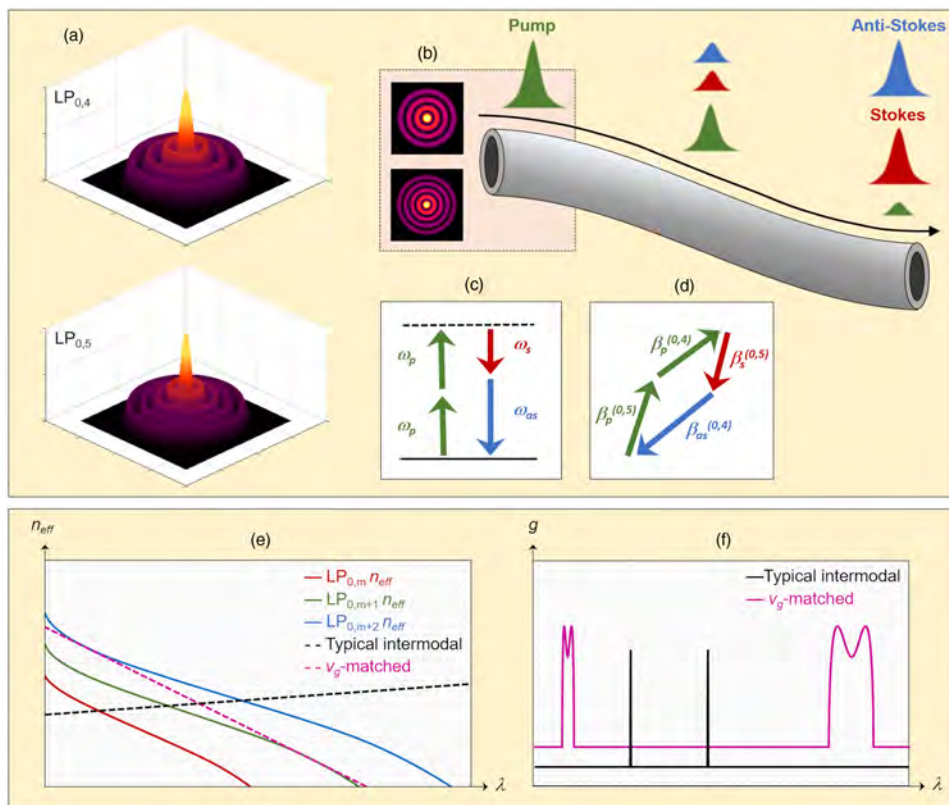 (a)
LP0,4
LP0,5
(b)
Pump
Anti-Stokes
Stokes
(c)
ωp
ωs
ωp
ωas
(d)
βp(0,4)
βs(0,5)
βp(0,5)
βas(0,4)
neff
(e)
LP0,m neff
LP0,m+1 neff
LP0,m+2 neff
Typical intermodal
vg-matched
λ
g
(f)
Typical intermodal
vg-matched
λ